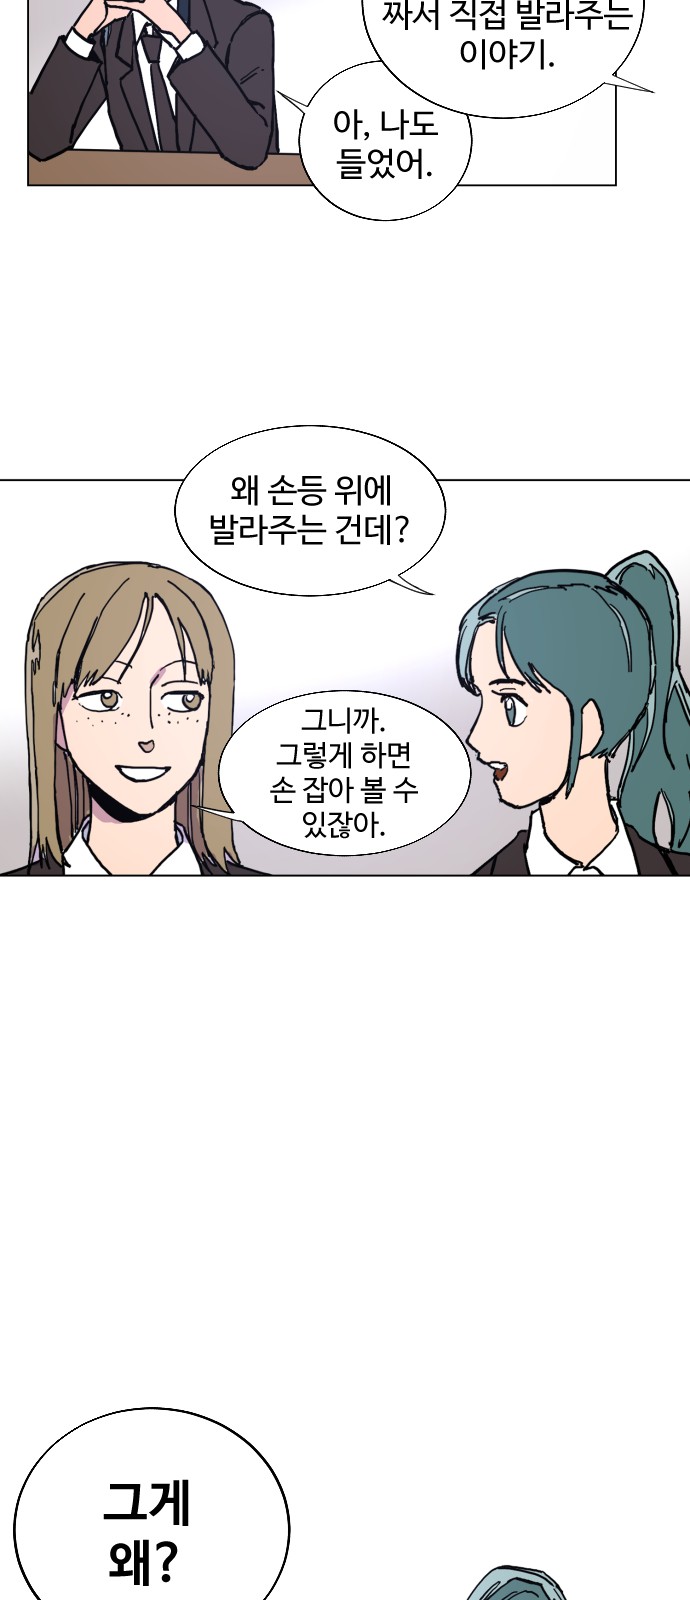 짜서 직접 발라주는
이야기.
아, 나도
들었어.
왜 손등 위에
발라주는 건데?
그니까.
그렇게 하면
손 잡아 볼 수
있잖아.
그게
왜?